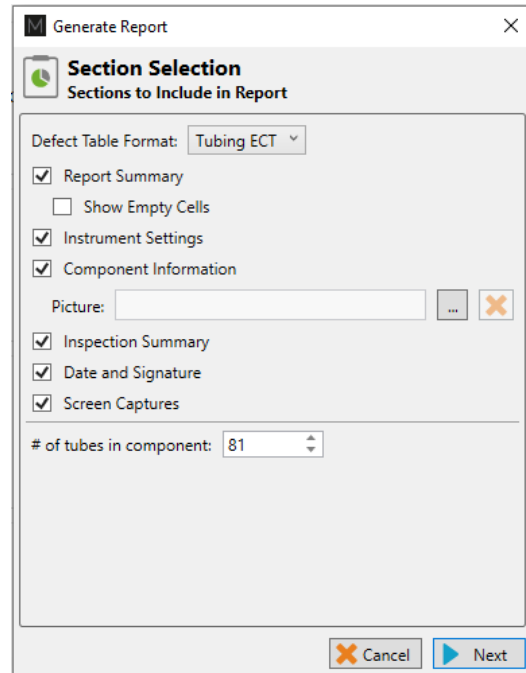 M Generate Report
Section Selection
Sections to Include in Report
Defect Table Format: Tubing ECT
Report Summary
Show Empty Cells
Instrument Settings
Component Information
Picture: ...
Inspection Summary
Date and Signature
Screen Captures
# of tubes in component: 81
Cancel Next